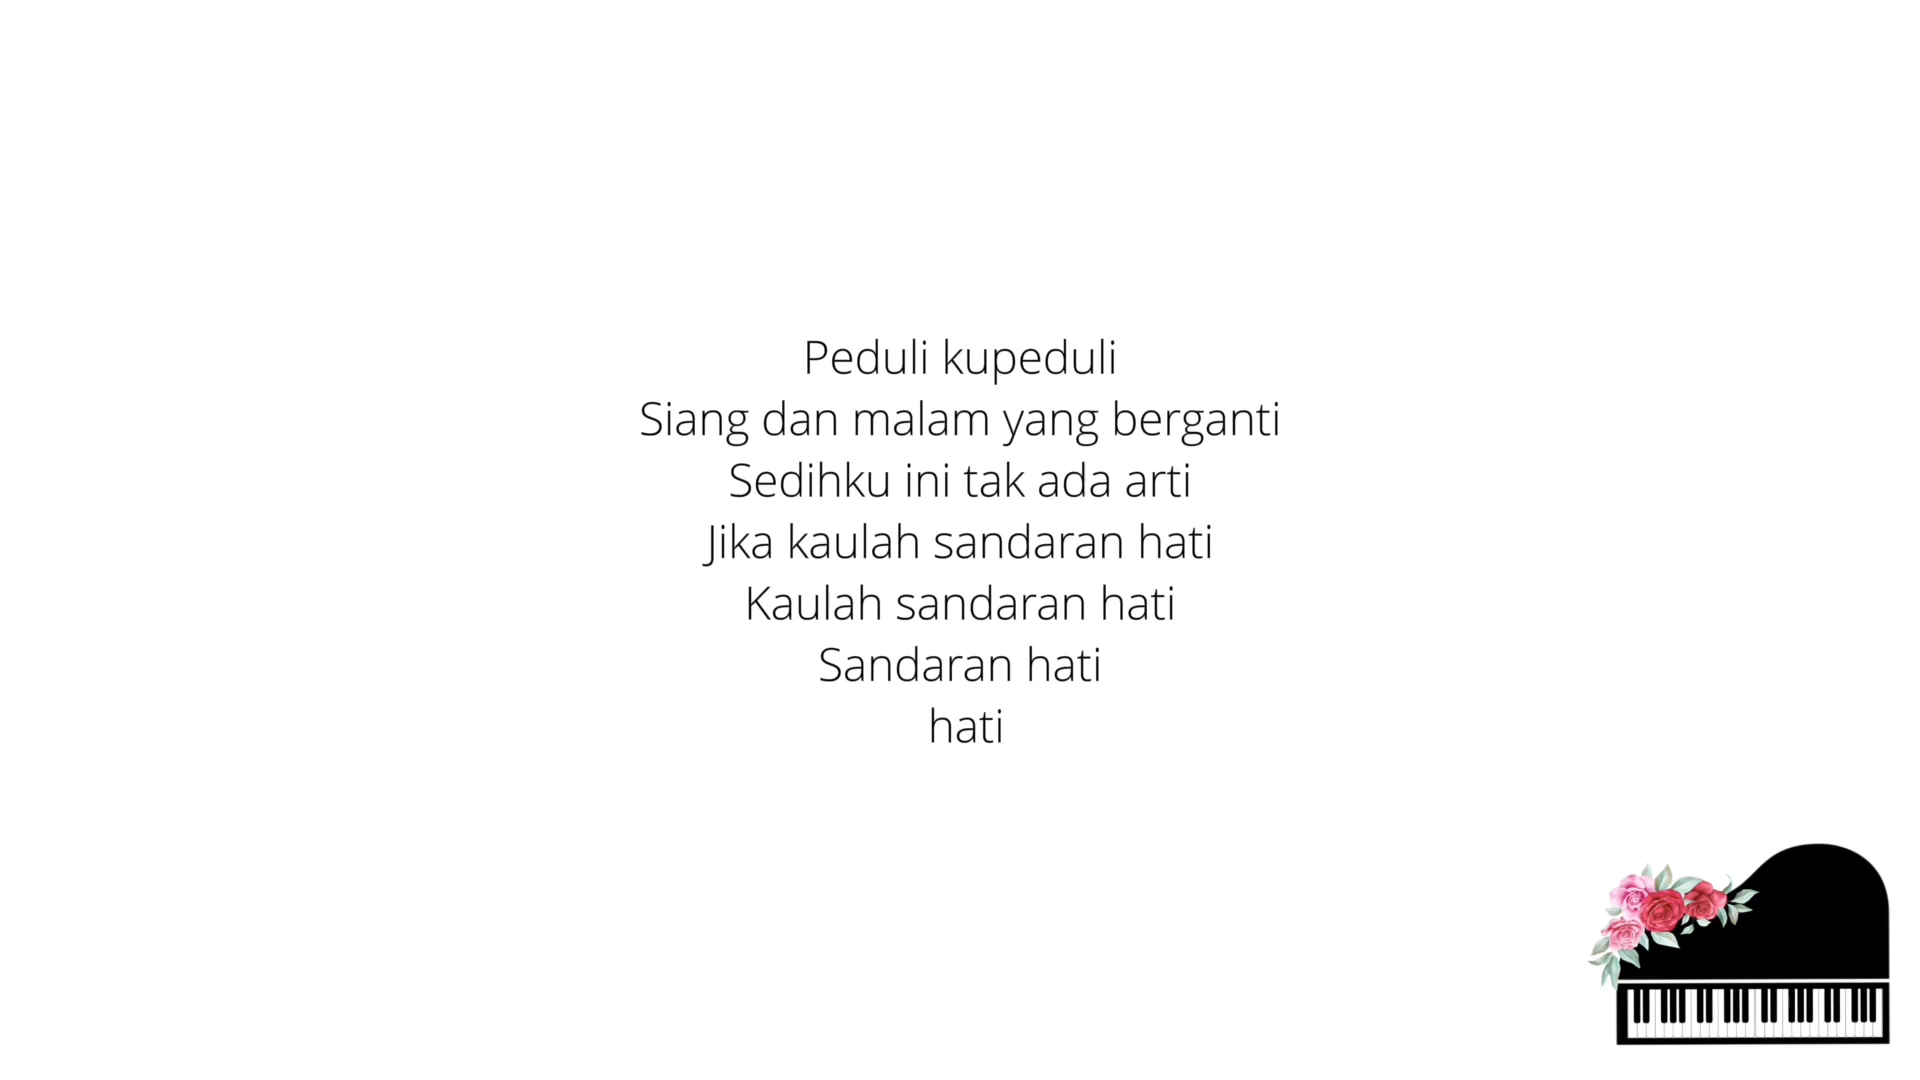 Peduli kupeduli
Siang dan malam yang berganti
Sedihku ini tak ada arti
Jika kaulah sandaran hati
Kaulah sandaran hati
Sandaran hati
hati